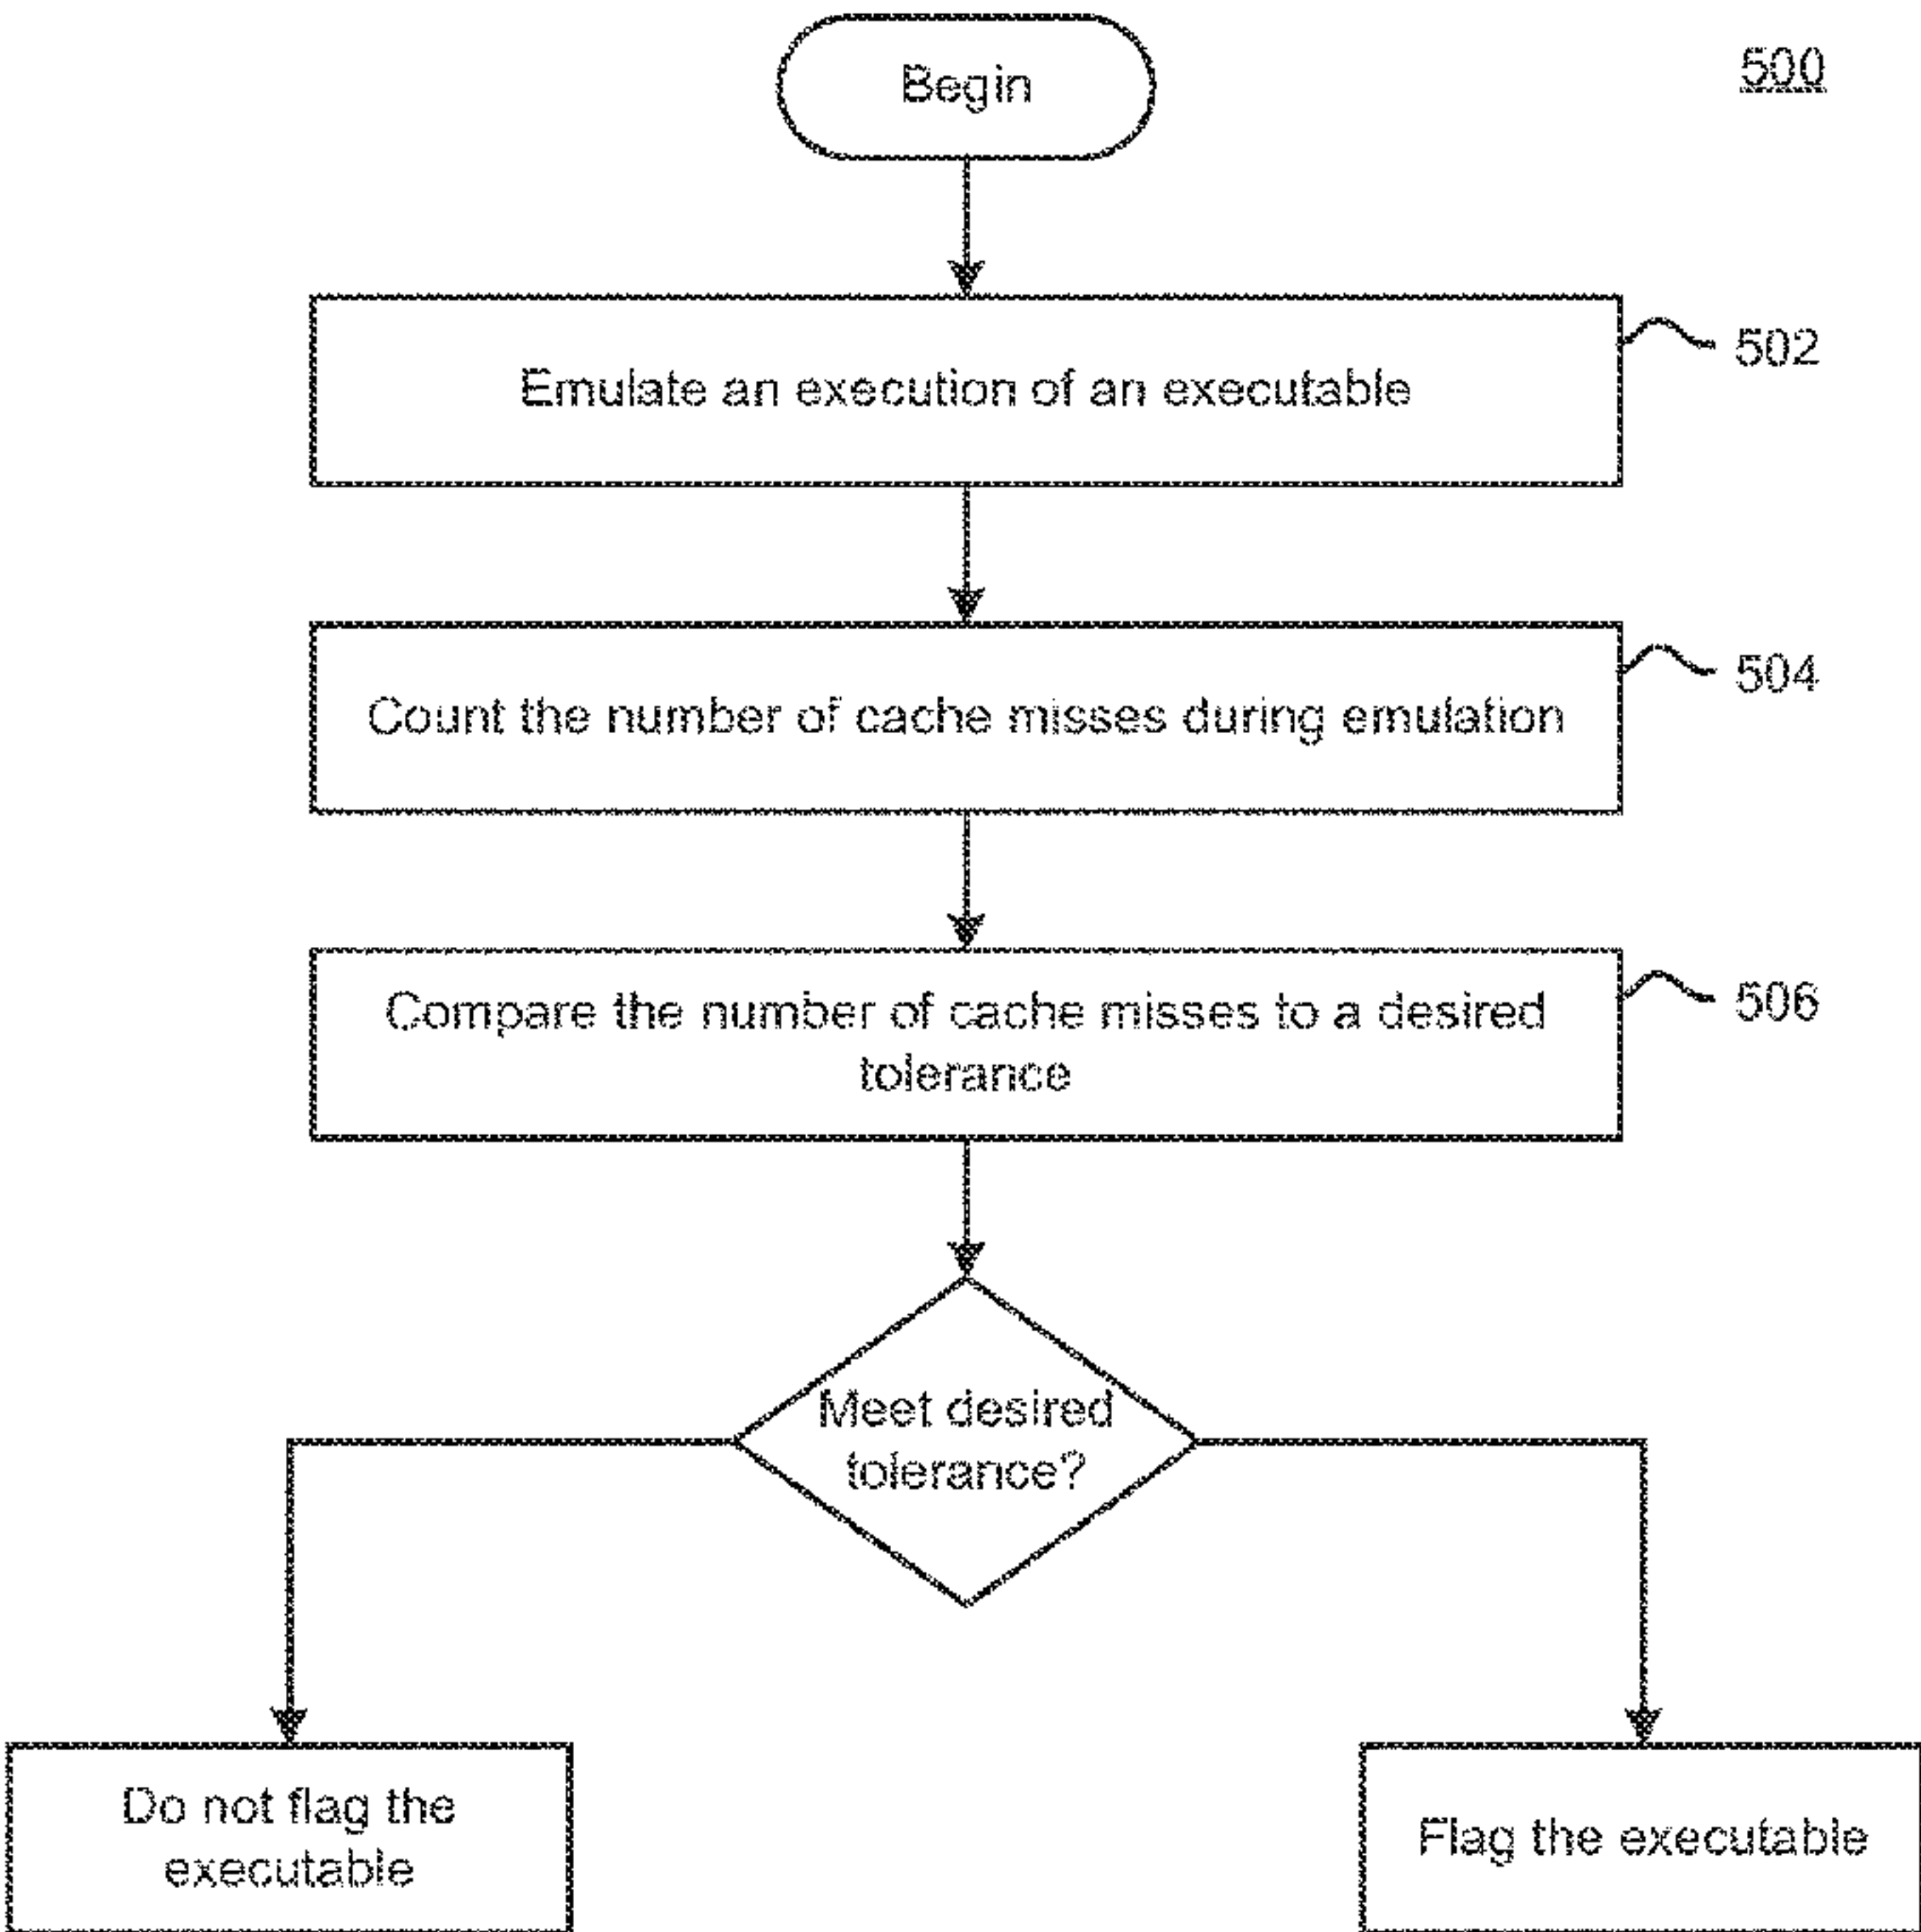 Begin
500
Emulate an execution of an executable
502
Count the number of cache misses during emulation
504
Compare the number of cache misses to a desired
tolerance
506
Meet desired
tolerance?
Do not flag the
executable
Flag the executable